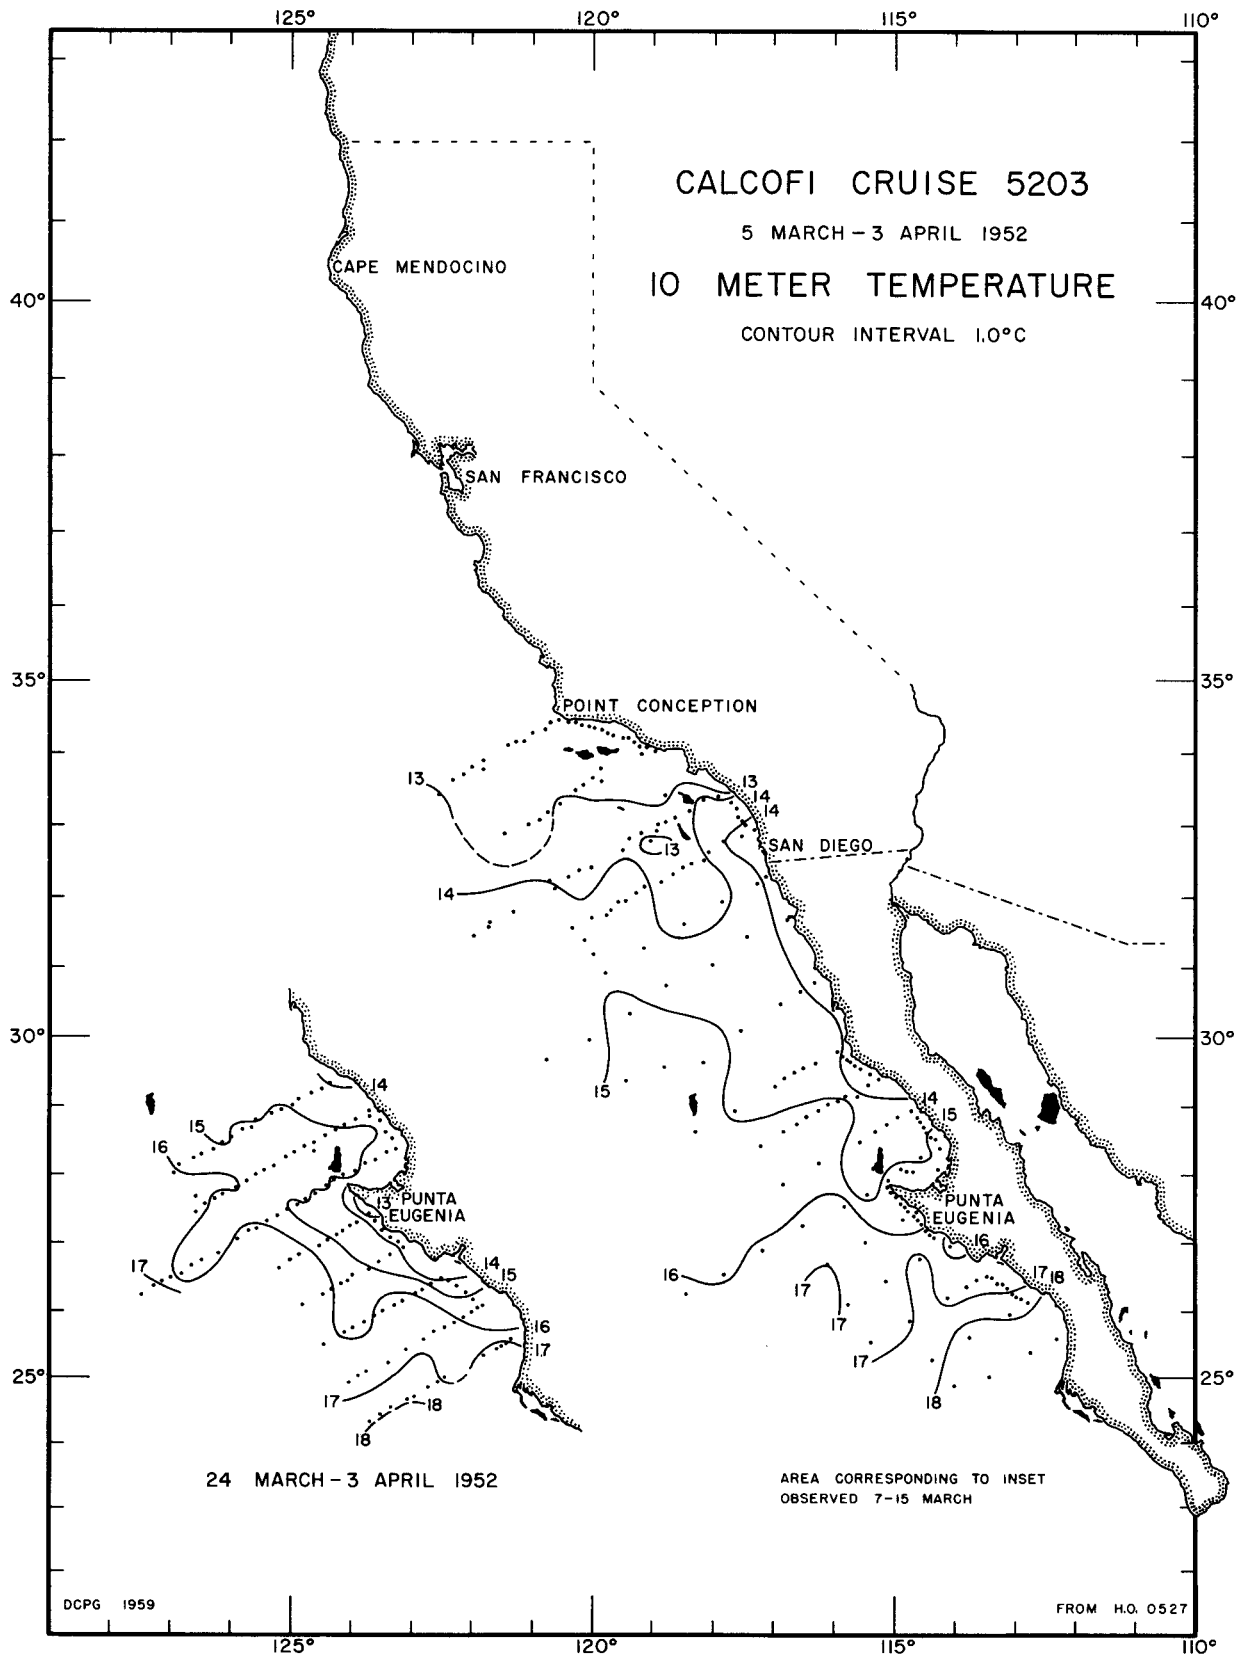 125° 120° 115° 110°
CALCOFI CRUISE 5203
5 MARCH – 3 APRIL 1952
CAPE MENDOCINO
10 METER TEMPERATURE
40° 40°
CONTOUR INTERVAL 1.0°C
SAN FRANCISCO
35° 35°
POINT CONCEPTION
13 13
14
14
SAN DIEGO
13
14
30° 30°
14 15 14
15 15
16
PUNTA PUNTA
13
EUGENIA EUGENIA
16
14
17 15 16 17 17 18
16
17 17
17
25° 25°
17 18 18
18
24 MARCH – 3 APRIL 1952
AREA CORRESPONDING TO INSET
OBSERVED 7–15 MARCH
DCPG 1959 FROM H.O. 0527
125° 120° 115° 110°